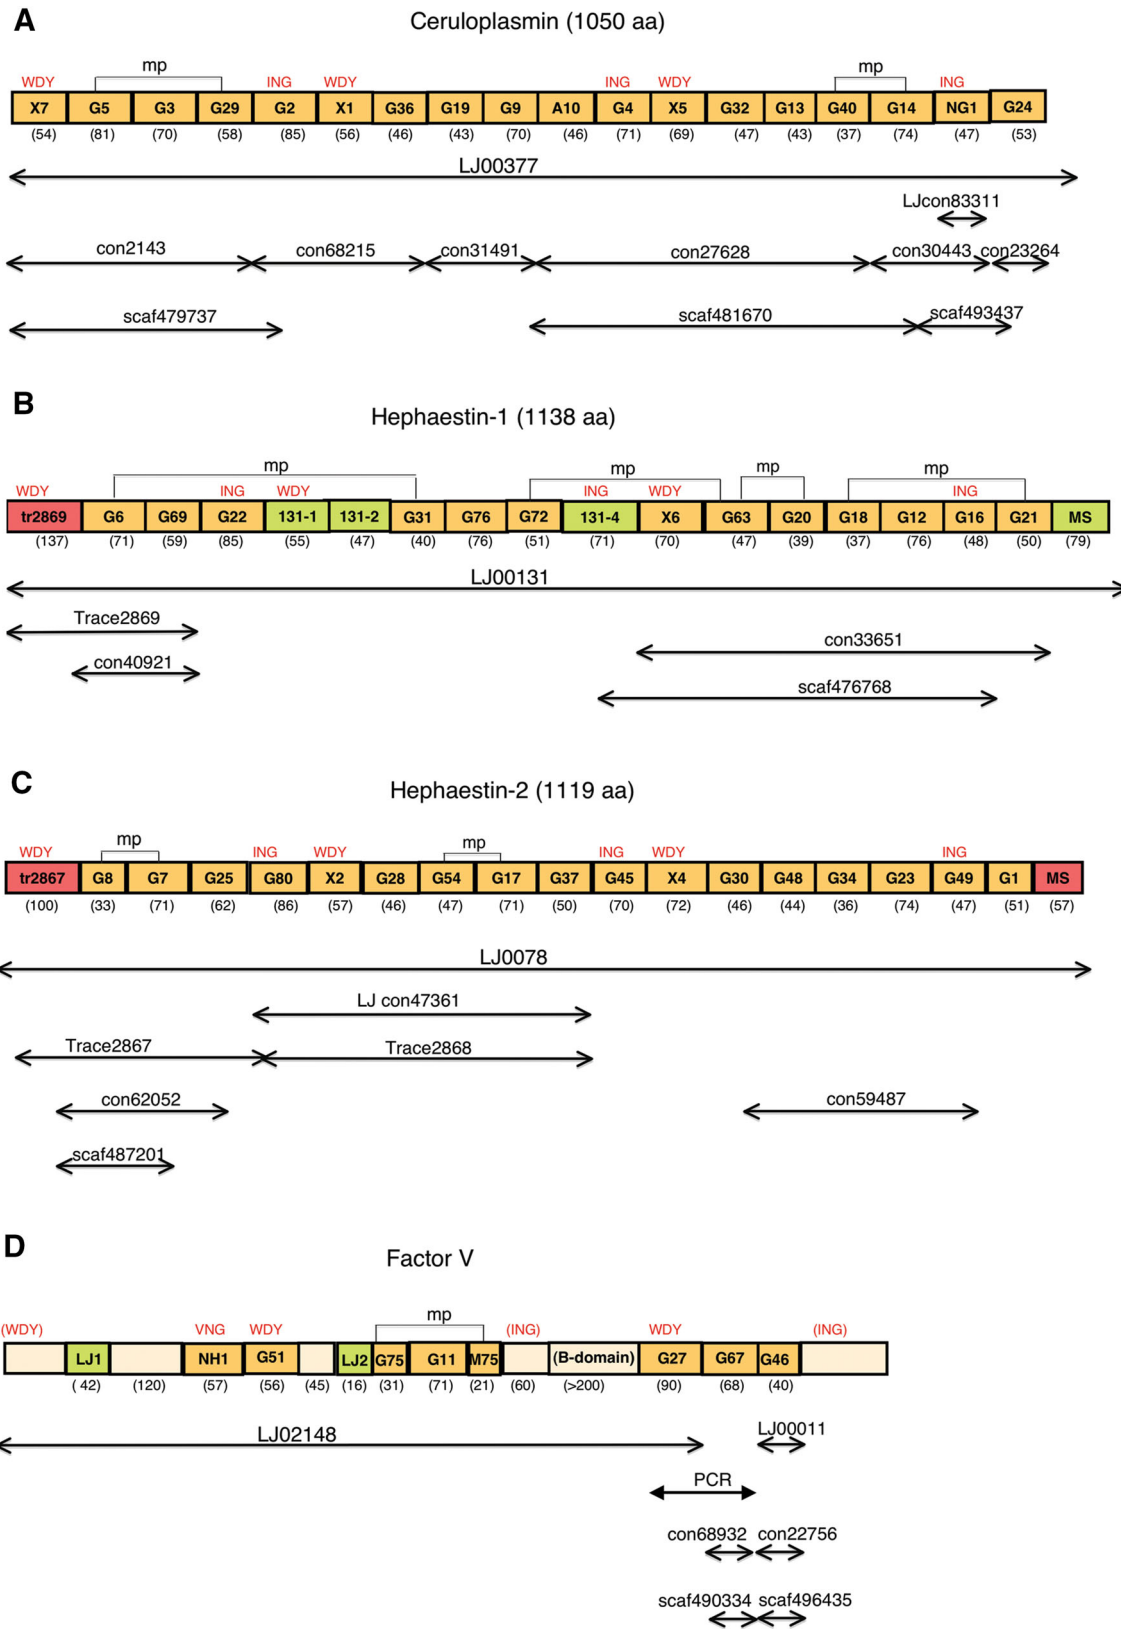 A
Ceruloplasmin (1050 aa)
mp mp
WDY ING WDY ING WDY ING
X7 G5 G3 G29 G2 X1 G36 G19 G9 A10 G4 X5 G32 G13 G40 G14 NG1 G24
(54) (81) (70) (58) (85) (56) (46) (43) (70) (46) (71) (69) (47) (43) (37) (74) (47) (53)
LJ00377
LJcon83311
con2143 con68215 con31491 con27628 con30443 con23264
scaf479737 scaf481670 scaf493437
B
Hephaestin-1 (1138 aa)
mp mp mp mp
WDY ING WDY ING WDY ING
tr2869 G6 G69 G22 131-1 131-2 G31 G76 G72 131-4 X6 G63 G20 G18 G12 G16 G21 MS
(137) (71) (59) (85) (55) (47) (40) (76) (51) (71) (70) (47) (39) (37) (76) (48) (50) (79)
LJ00131
Trace2869
con33651
con40921
scaf476768
C
Hephaestin-2 (1119 aa)
mp mp
WDY ING WDY ING WDY ING
tr2867 G8 G7 G25 G80 X2 G28 G54 G17 G37 G45 X4 G30 G48 G34 G23 G49 G1 MS
(100) (33) (71) (62) (86) (57) (46) (47) (71) (50) (70) (72) (46) (44) (36) (74) (47) (51) (57)
LJ0078
LJ con47361
Trace2867 Trace2868
con62052 con59487
scaf487201
D
Factor V
mp
(WDY) VNG WDY (ING) WDY (ING)
LJ1 NH1 G51 LJ2 G75 G11 M75 (B-domain) G27 G67 G46
( 42) (120) (57) (56) (45) (16) (31) (71) (21) (60) (>200) (90) (68) (40)
LJ02148 LJ00011
PCR
con68932 con22756
scaf490334 scaf496435